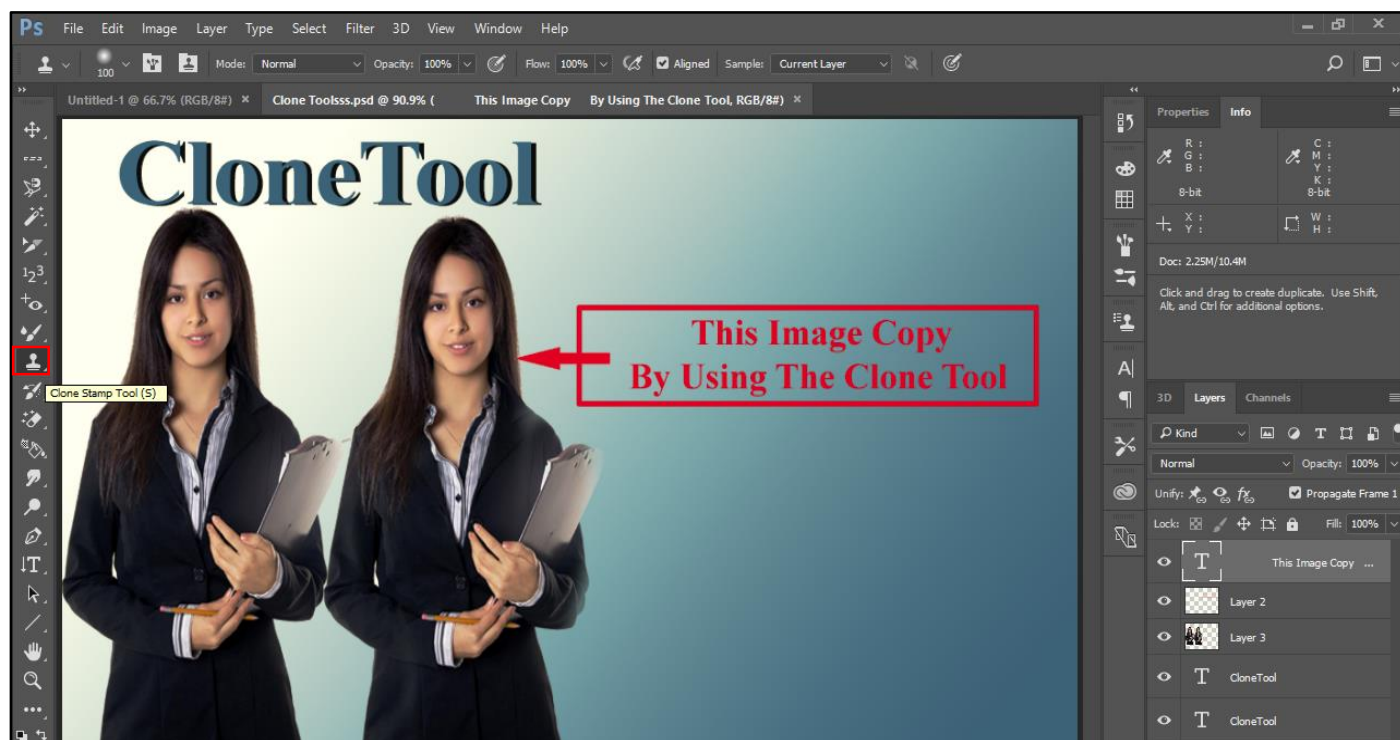 Ps File Edit Image Layer Type Select Filter 3D View Window Help
100 Mode: Normal Opacity: 100% Flow: 100% Aligned Sample: Current Layer
Untitled-1 @ 66.7% (RGB/8#) × Clone Toolsss.psd @ 90.9% ( This Image Copy By Using The Clone Tool, RGB/8#) ×
CloneTool
This Image Copy
By Using The Clone Tool
Clone Stamp Tool (S)
Properties Info
R : C :
G : M :
B : Y :
K :
8-bit 8-bit
X : W :
Y : H :
Doc: 2.25M/10.4M
Click and drag to create duplicate. Use Shift,
Alt, and Ctrl for additional options.
3D Layers Channels
Kind
Normal Opacity: 100%
Unify: Propagate Frame 1
Lock: Fill: 100%
This Image Copy ...
Layer 2
Layer 3
CloneTool
CloneTool